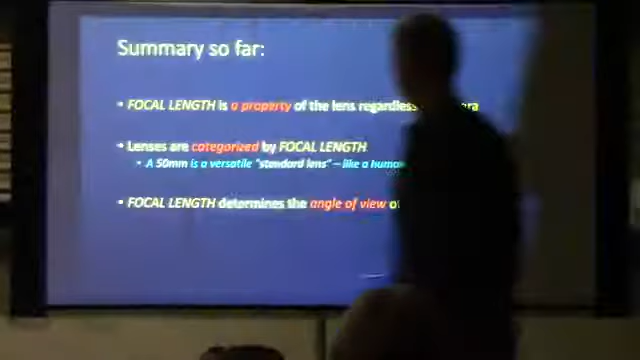 Summary so far:
• FOCAL LENGTH is a property of the lens regardless
• Lenses are categorized by FOCAL LENGTH
• A 50mm is a versatile "standard lens" – like a
• FOCAL LENGTH determines the angle of view